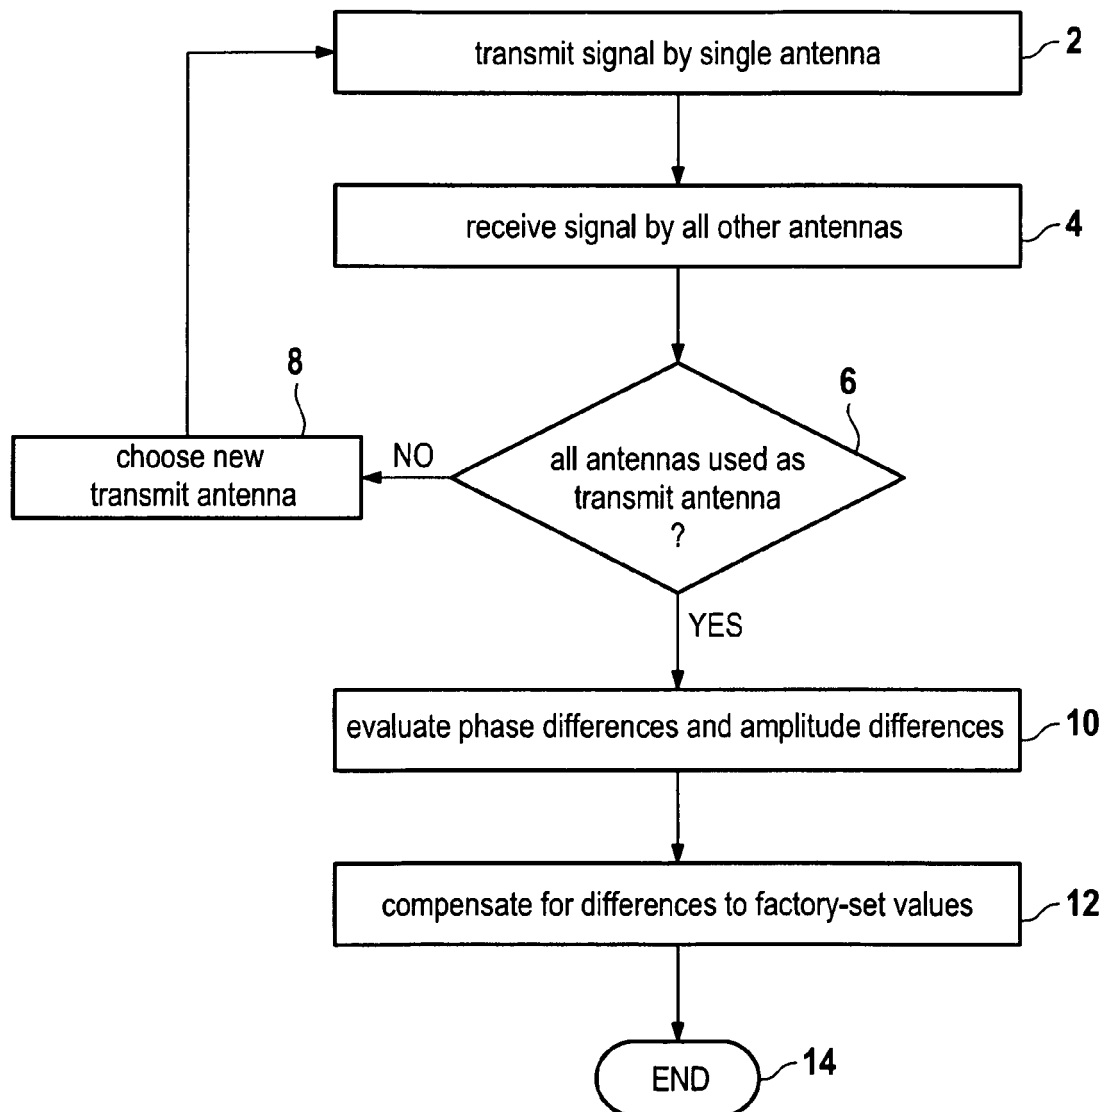 transmit signal by single antenna
2
receive signal by all other antennas
4
8
choose new
transmit antenna
NO
6
all antennas used as
transmit antenna
?
YES
evaluate phase differences and amplitude differences
10
compensate for differences to factory-set values
12
END
14